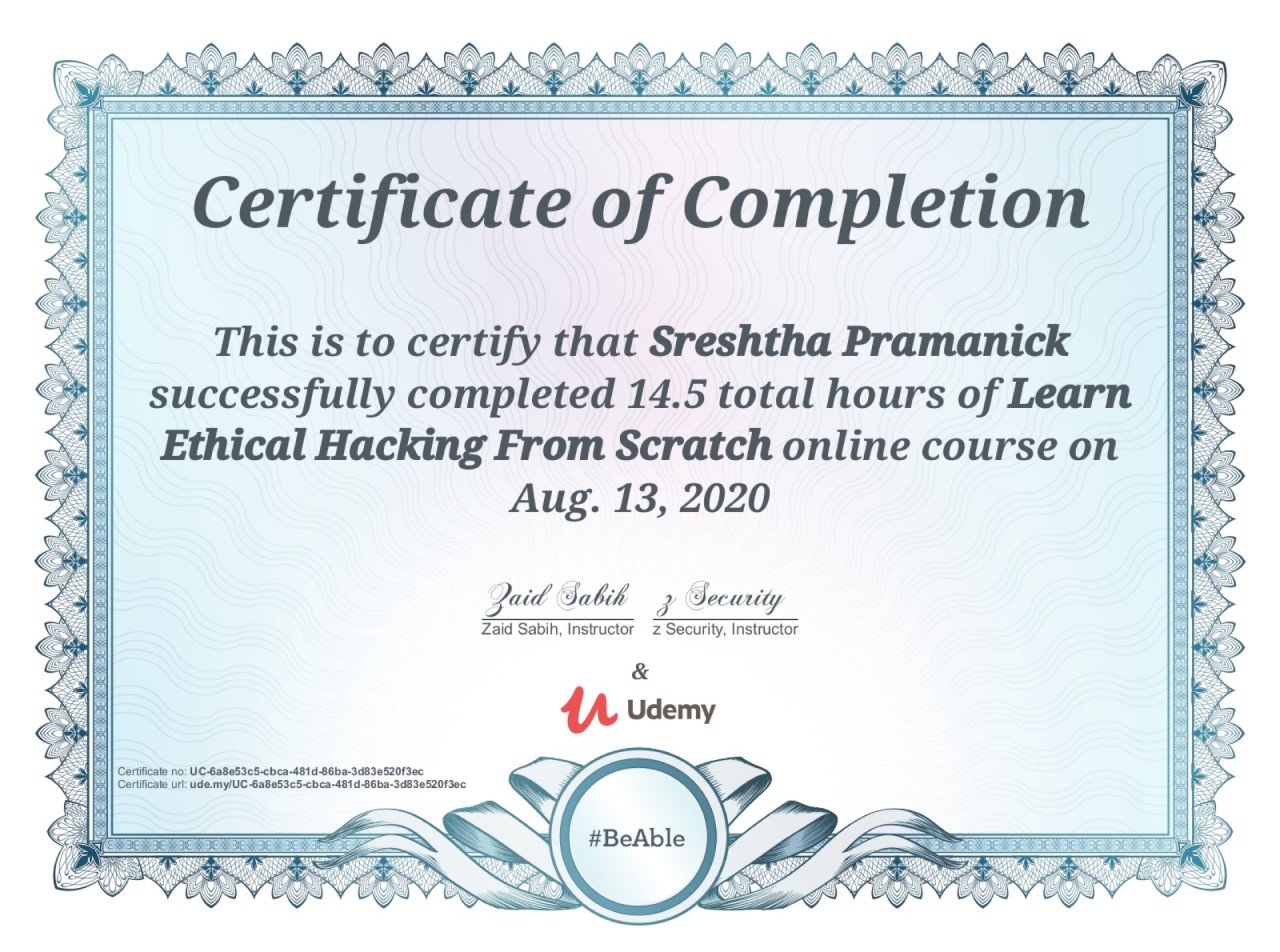 Certificate of Completion
This is to certify that Sreshtha Pramanick
successfully completed 14.5 total hours of Learn
Ethical Hacking From Scratch online course on
Aug. 13, 2020
Zaid Sabih z Security
Zaid Sabih, Instructor z Security, Instructor
&
Udemy
Certificate no: UC-6a8e53c5-cbca-481d-86ba-3d83e520f3ec
Certificate url: ude.my/UC-6a8e53c5-cbca-481d-86ba-3d83e520f3ec
#BeAble